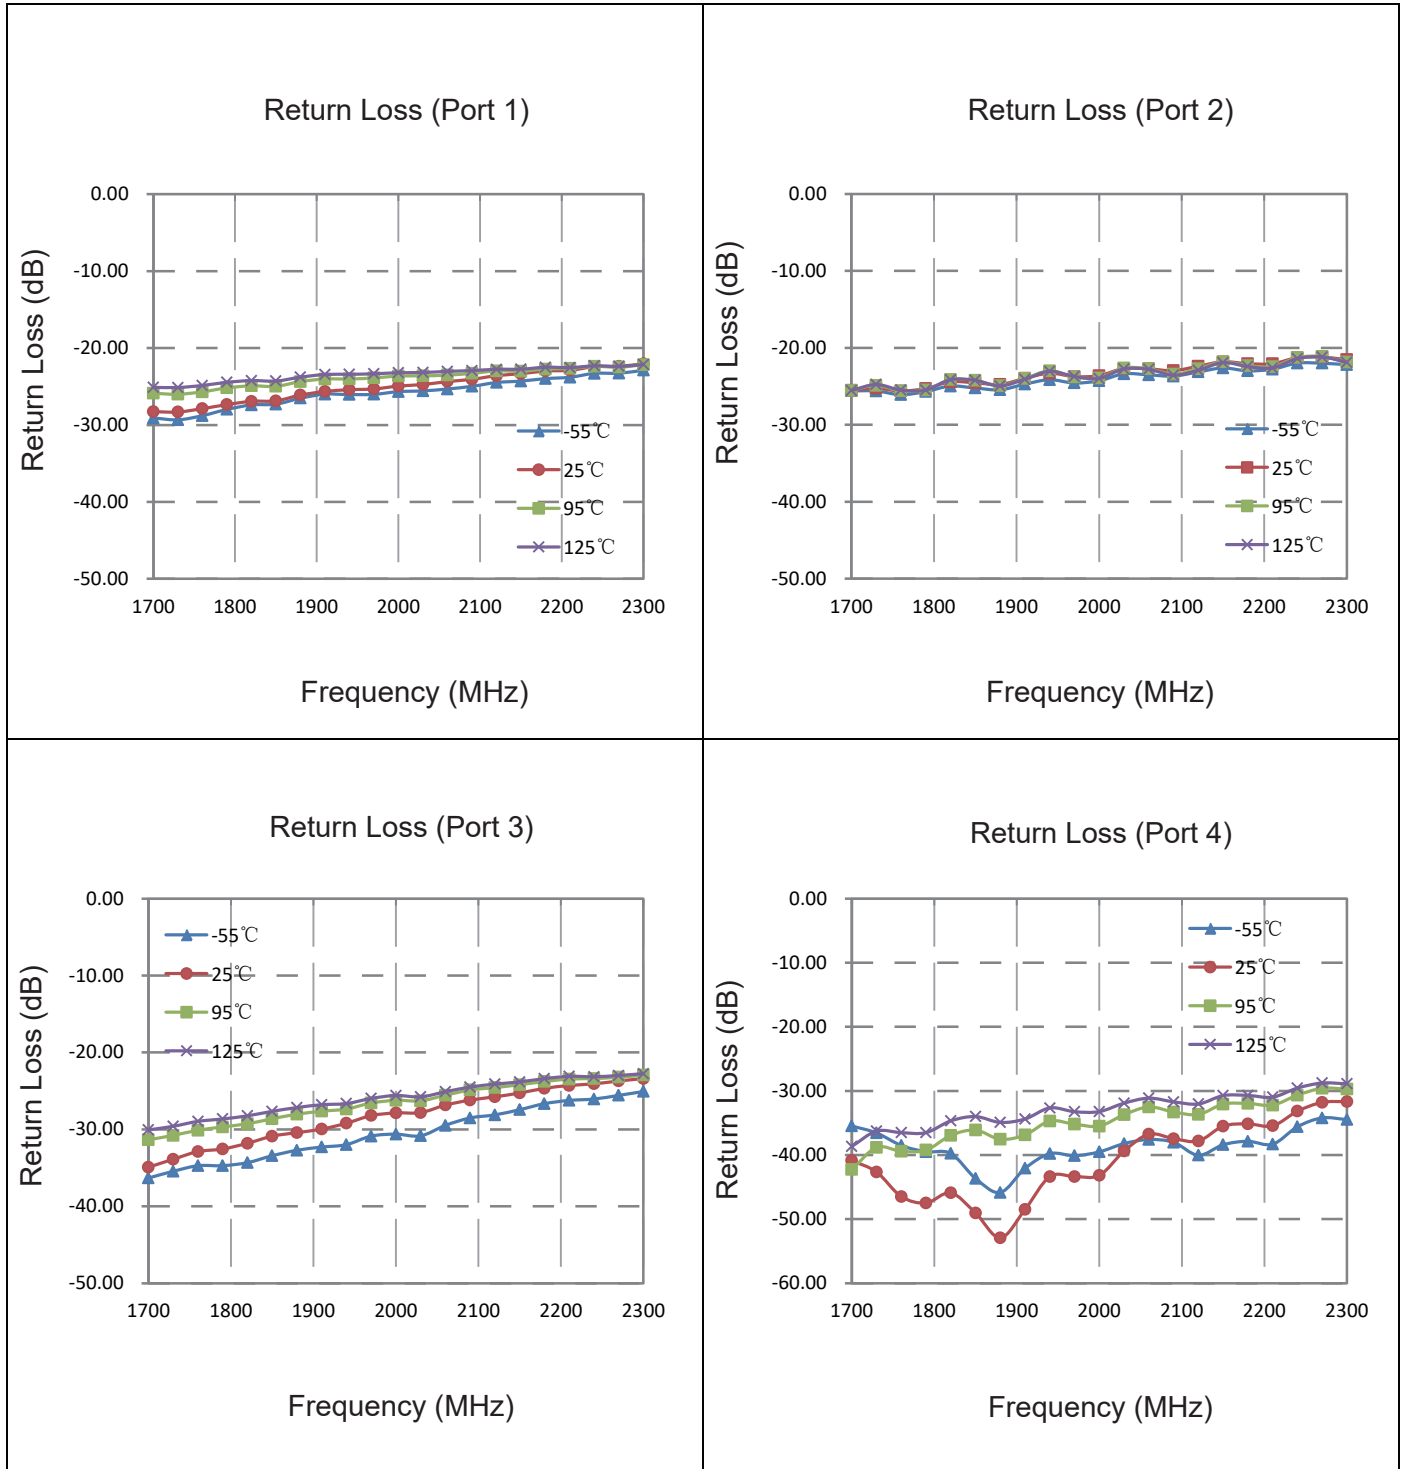 Return Loss (Port 1)
Return Loss (dB)
0.00
-10.00
-20.00
-30.00
-40.00
-50.00
-55℃
25℃
95℃
125℃
1700 1800 1900 2000 2100 2200 2300
Frequency (MHz)
Return Loss (Port 2)
Return Loss (dB)
0.00
-10.00
-20.00
-30.00
-40.00
-50.00
-55℃
25℃
95℃
125℃
1700 1800 1900 2000 2100 2200 2300
Frequency (MHz)
Return Loss (Port 3)
Return Loss (dB)
0.00
-10.00
-20.00
-30.00
-40.00
-50.00
-55℃
25℃
95℃
125℃
1700 1800 1900 2000 2100 2200 2300
Frequency (MHz)
Return Loss (Port 4)
Return Loss (dB)
0.00
-10.00
-20.00
-30.00
-40.00
-50.00
-60.00
-55℃
25℃
95℃
125℃
1700 1800 1900 2000 2100 2200 2300
Frequency (MHz)